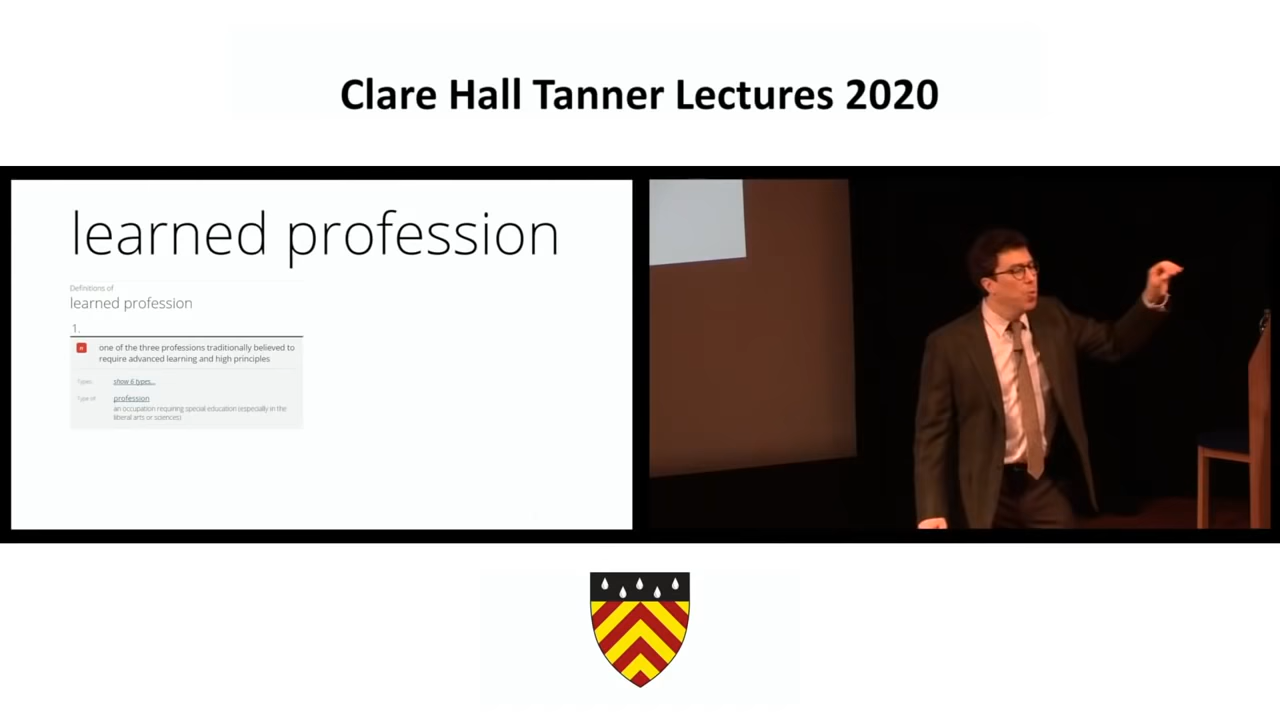 Clare Hall Tanner Lectures 2020
learned profession
Definitions of
learned profession
1.
one of the three professions traditionally believed to
require advanced learning and high principles
Types:
show 6 types...
Type of:
profession
an occupation requiring special education (especially in the
liberal arts or sciences)